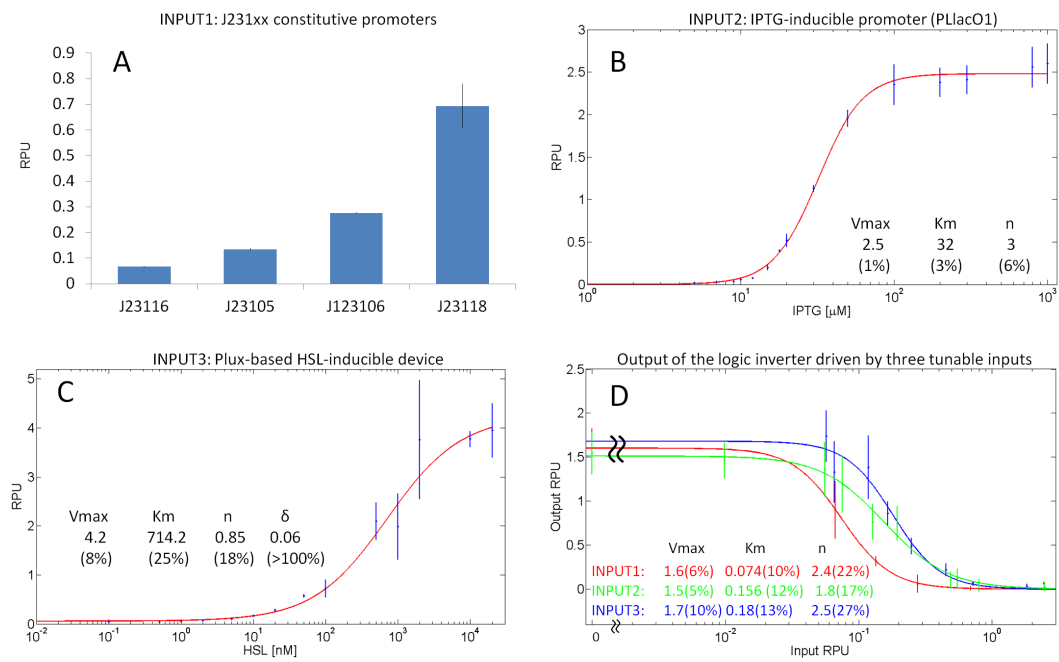 INPUT1: J231xx constitutive promoters
A
0.9
0.8
0.7
0.6
0.5
0.4
0.3
0.2
0.1
0
RPU
J23116 J23105 J123106 J23118
INPUT2: IPTG-inducible promoter (PLlacO1)
B
3
2.5
2
1.5
1
0.5
0
RPU
Vmax Km n
2.5 32 3
(1%) (3%) (6%)
10^0 10^1 10^2 10^3
IPTG [µM]
INPUT3: Plux-based HSL-inducible device
C
5
4
3
2
1
0
RPU
Vmax Km n δ
4.2 714.2 0.85 0.06
(8%) (25%) (18%) (>100%)
10^-2 10^-1 10^0 10^1 10^2 10^3 10^4
HSL [nM]
Output of the logic inverter driven by three tunable inputs
D
2.5
2
1.5
1
0.5
0
Output RPU
Vmax Km n
INPUT1: 1.6(6%) 0.074(10%) 2.4(22%)
INPUT2: 1.5(5%) 0.156 (12%) 1.8(17%)
INPUT3: 1.7(10%) 0.18(13%) 2.5(27%)
0 10^-2 10^-1 10^0
Input RPU